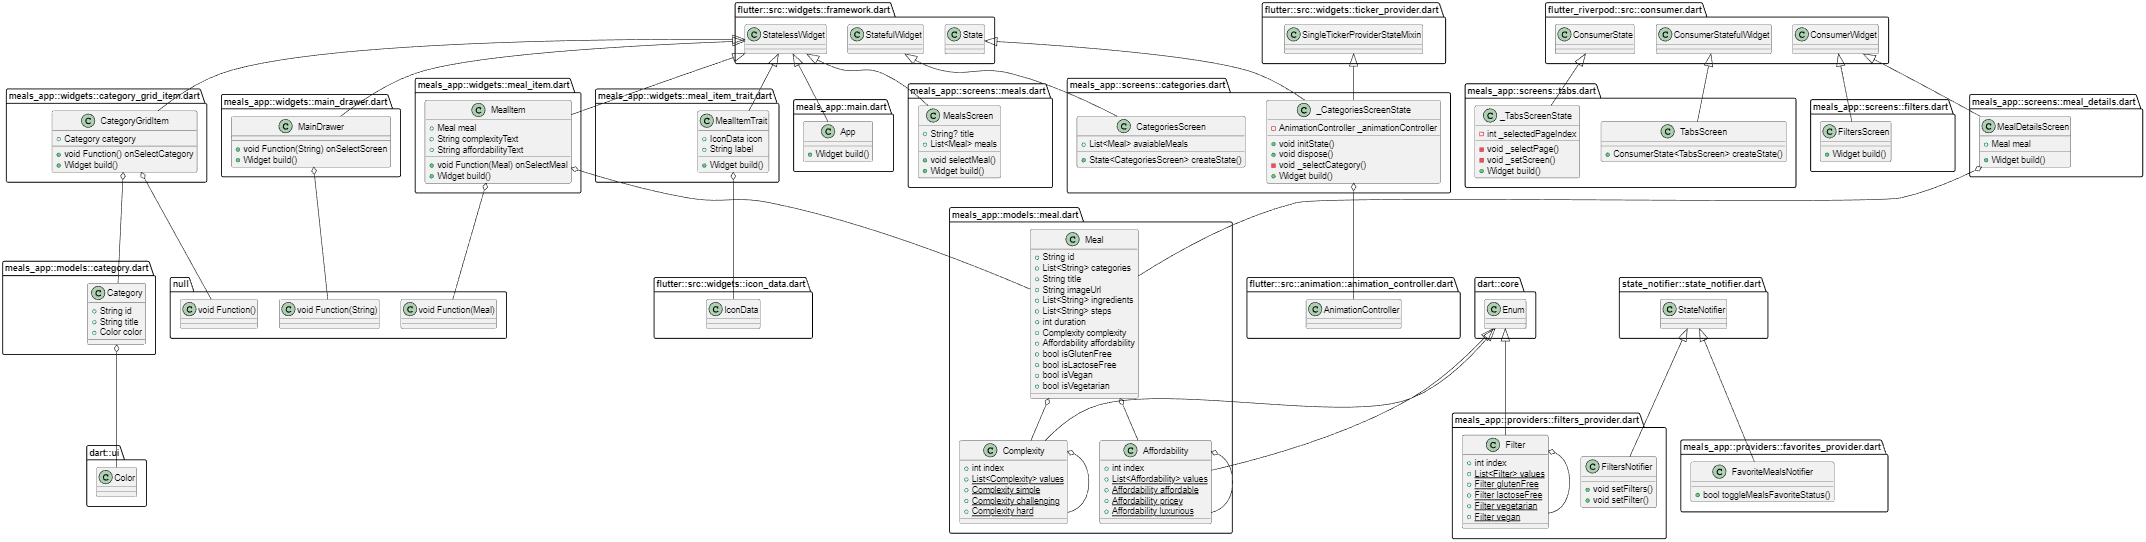 flutter::src::widgets::framework.dart
C StatelessWidget
C StatefulWidget
C State
flutter::src::widgets::ticker_provider.dart
C SingleTickerProviderStateMixin
flutter_riverpod::src::consumer.dart
C ConsumerState
C ConsumerStatefulWidget
C ConsumerWidget
meals_app::widgets::category_grid_item.dart
C CategoryGridItem
Category category
void Function() onSelectCategory
Widget build()
meals_app::widgets::main_drawer.dart
C MainDrawer
void Function(String) onSelectScreen
Widget build()
meals_app::widgets::meal_item.dart
C MealItem
Meal meal
String complexityText
String affordabilityText
void Function(Meal) onSelectMeal
Widget build()
meals_app::widgets::meal_item_trait.dart
C MealItemTrait
IconData icon
String label
Widget build()
meals_app::main.dart
C App
Widget build()
meals_app::screens::meals.dart
C MealsScreen
String? title
List<Meal> meals
void selectMeal()
Widget build()
meals_app::screens::categories.dart
C CategoriesScreen
List<Meal> avaiableMeals
State<CategoriesScreen> createState()
C _CategoriesScreenState
AnimationController _animationController
void initState()
void dispose()
void _selectCategory()
Widget build()
meals_app::screens::tabs.dart
C _TabsScreenState
int _selectedPageIndex
void _selectPage()
void _setScreen()
Widget build()
C TabsScreen
ConsumerState<TabsScreen> createState()
meals_app::screens::filters.dart
C FiltersScreen
Widget build()
meals_app::screens::meal_details.dart
C MealDetailsScreen
Meal meal
Widget build()
meals_app::models::category.dart
C Category
String id
String title
Color color
null
C void Function()
C void Function(String)
C void Function(Meal)
flutter::src::widgets::icon_data.dart
C IconData
meals_app::models::meal.dart
C Meal
String id
List<String> categories
String title
String imageUrl
List<String> ingredients
List<String> steps
int duration
Complexity complexity
Affordability affordability
bool isGlutenFree
bool isLactoseFree
bool isVegan
bool isVegetarian
C Complexity
int index
List<Complexity> values
Complexity simple
Complexity challenging
Complexity hard
C Affordability
int index
List<Affordability> values
Affordability affordable
Affordability pricey
Affordability luxurious
flutter::src::animation::animation_controller.dart
C AnimationController
dart::core
C Enum
state_notifier::state_notifier.dart
C StateNotifier
dart::ui
C Color
meals_app::providers::filters_provider.dart
C Filter
int index
List<Filter> values
Filter glutenFree
Filter lactoseFree
Filter vegetarian
Filter vegan
C FiltersNotifier
void setFilters()
void setFilter()
meals_app::providers::favorites_provider.dart
C FavoriteMealsNotifier
bool toggleMealsFavoriteStatus()